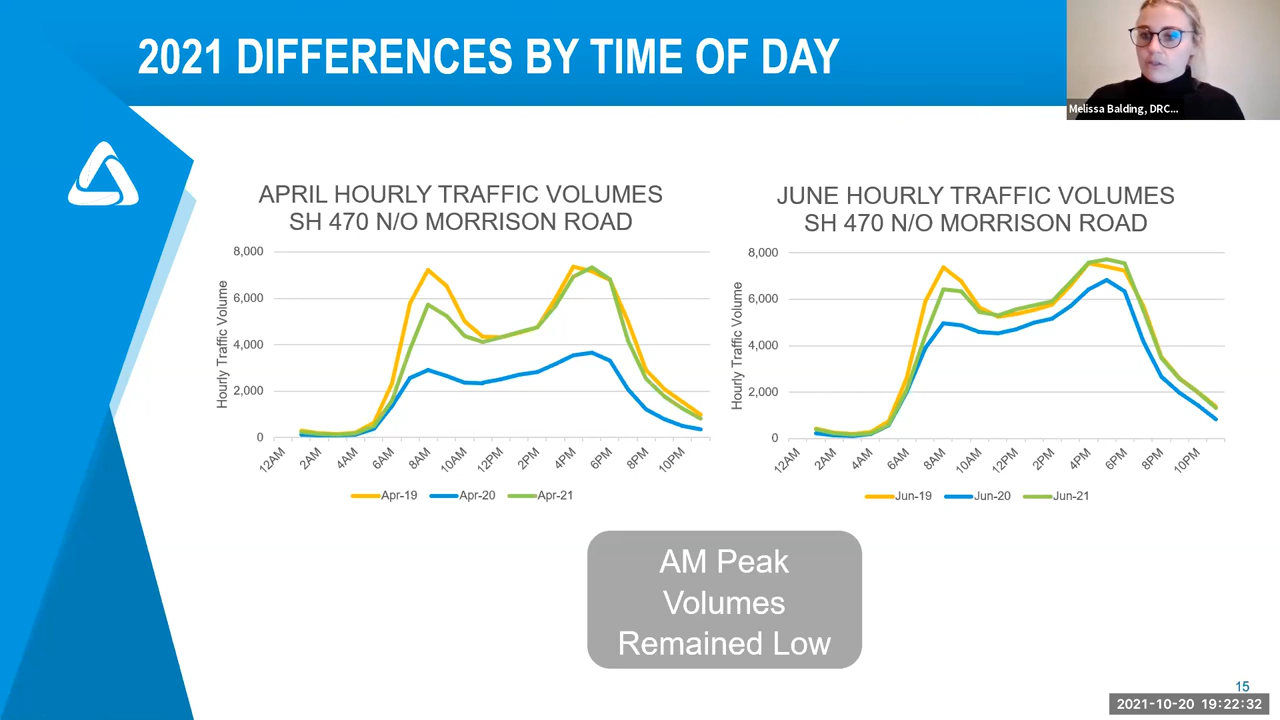 2021 DIFFERENCES BY TIME OF DAY
Melissa Balding, DRC...
APRIL HOURLY TRAFFIC VOLUMES
SH 470 N/O MORRISON ROAD
Hourly Traffic Volume
8,000
6,000
4,000
2,000
0
12AM 2AM 4AM 6AM 8AM 10AM 12PM 2PM 4PM 6PM 8PM 10PM
Apr-19 Apr-20 Apr-21
JUNE HOURLY TRAFFIC VOLUMES
SH 470 N/O MORRISON ROAD
Hourly Traffic Volume
8,000
6,000
4,000
2,000
0
12AM 2AM 4AM 6AM 8AM 10AM 12PM 2PM 4PM 6PM 8PM 10PM
Jun-19 Jun-20 Jun-21
AM Peak
Volumes
Remained Low
15
2021-10-20 19:22:32